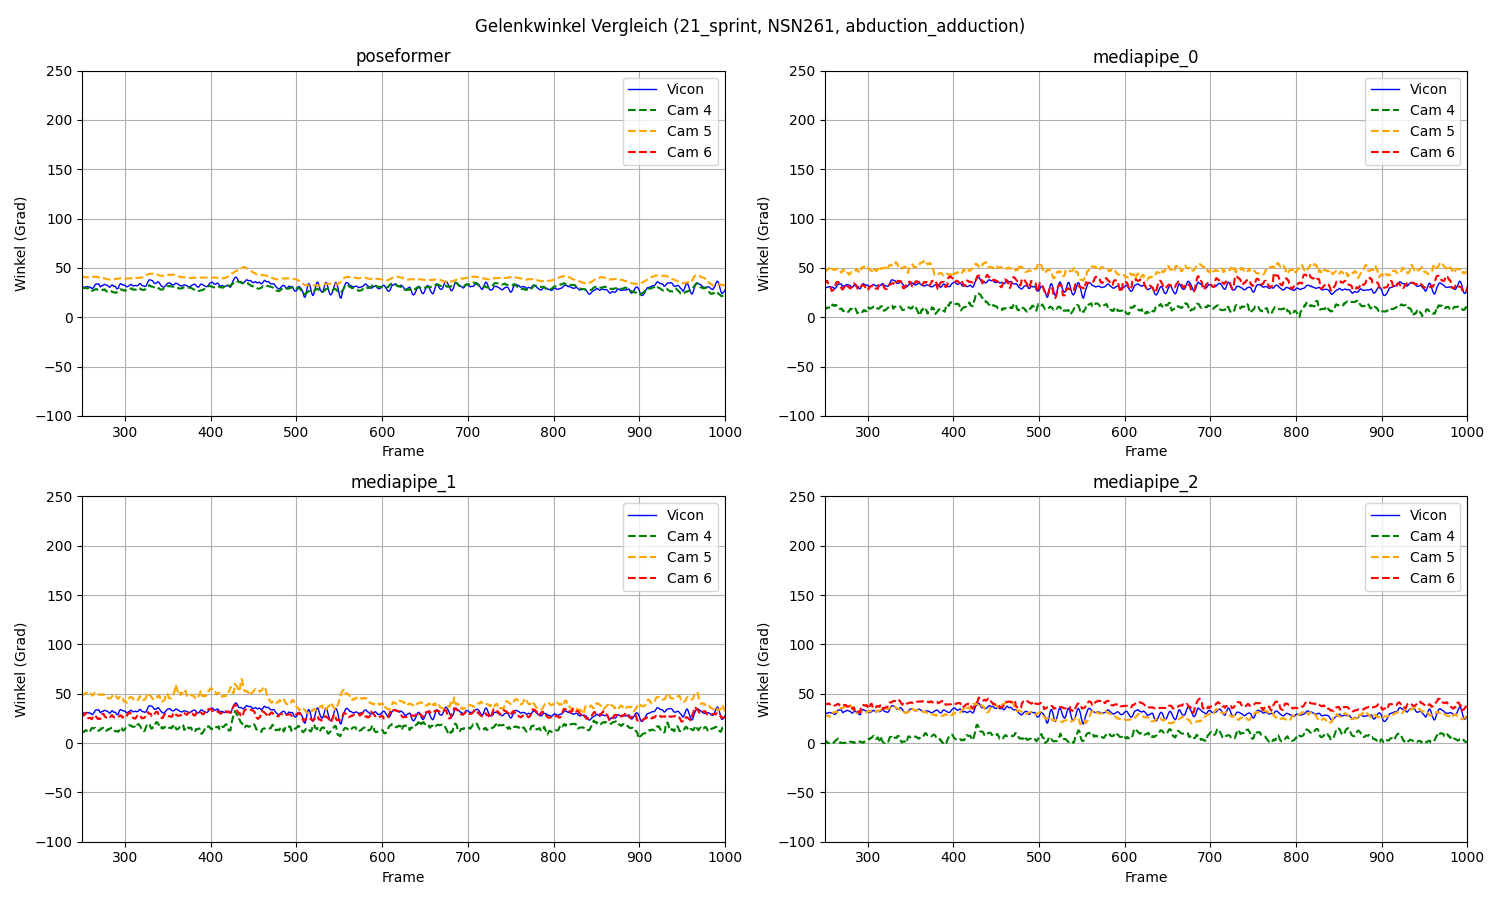 Gelenkwinkel Vergleich (21_sprint, NSN261, abduction_adduction)
poseformer
250
200
150
100
50
0
−50
−100
Winkel (Grad)
300 400 500 600 700 800 900 1000
Frame
Vicon
Cam 4
Cam 5
Cam 6
mediapipe_0
250
200
150
100
50
0
−50
−100
Winkel (Grad)
300 400 500 600 700 800 900 1000
Frame
Vicon
Cam 4
Cam 5
Cam 6
mediapipe_1
250
200
150
100
50
0
−50
−100
Winkel (Grad)
300 400 500 600 700 800 900 1000
Frame
Vicon
Cam 4
Cam 5
Cam 6
mediapipe_2
250
200
150
100
50
0
−50
−100
Winkel (Grad)
300 400 500 600 700 800 900 1000
Frame
Vicon
Cam 4
Cam 5
Cam 6